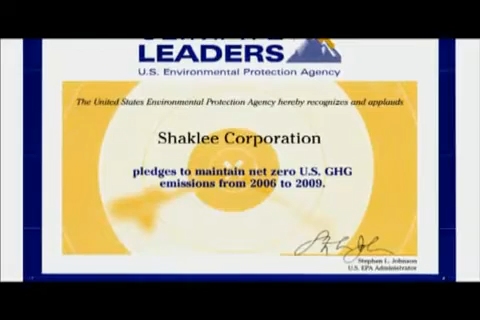 LEADERS
U.S. Environmental Protection Agency
The United States Environmental Protection Agency hereby recognizes and applauds
Shaklee Corporation
pledges to maintain net zero U.S. GHG
emissions from 2006 to 2009.
Stephen L. Johnson
U.S. EPA Administrator